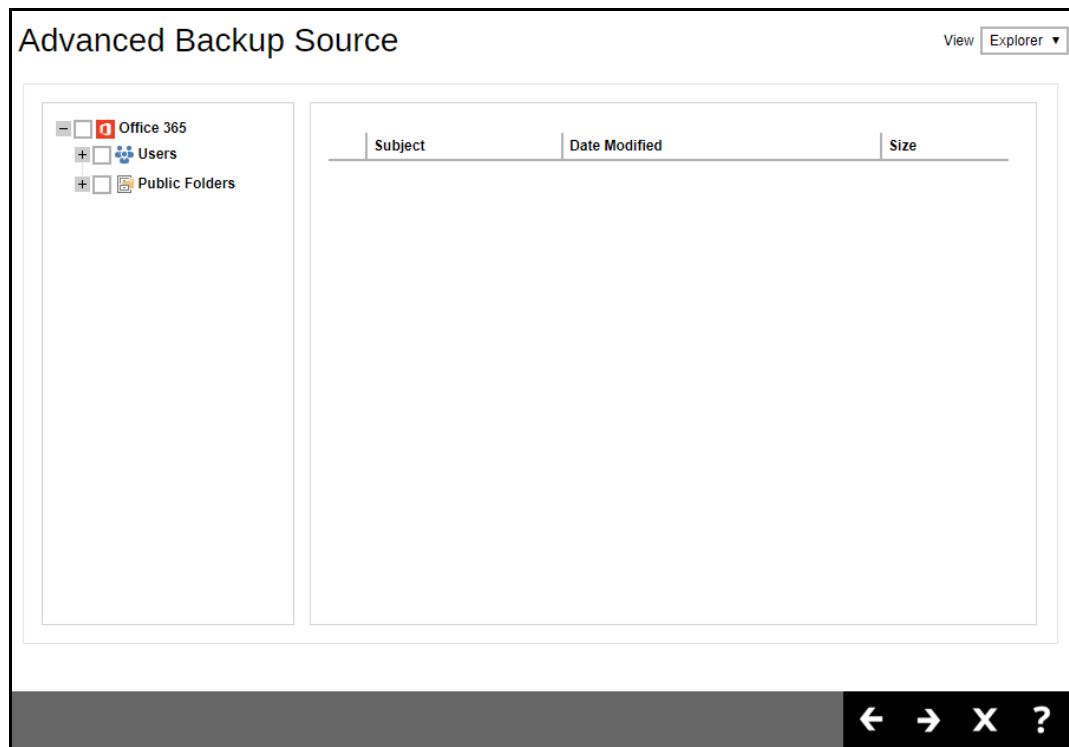 Advanced Backup Source
View Explorer
Office 365
Users
Public Folders
Subject Date Modified Size
X ?